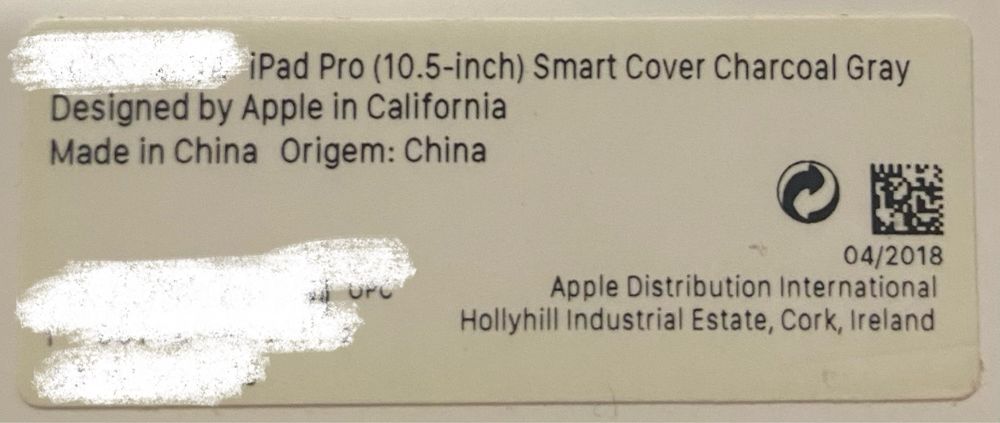 iPad Pro (10.5-inch) Smart Cover Charcoal Gray
Designed by Apple in California
Made in China Origem: China
04/2018
UPC
Apple Distribution International
Hollyhill Industrial Estate, Cork, Ireland